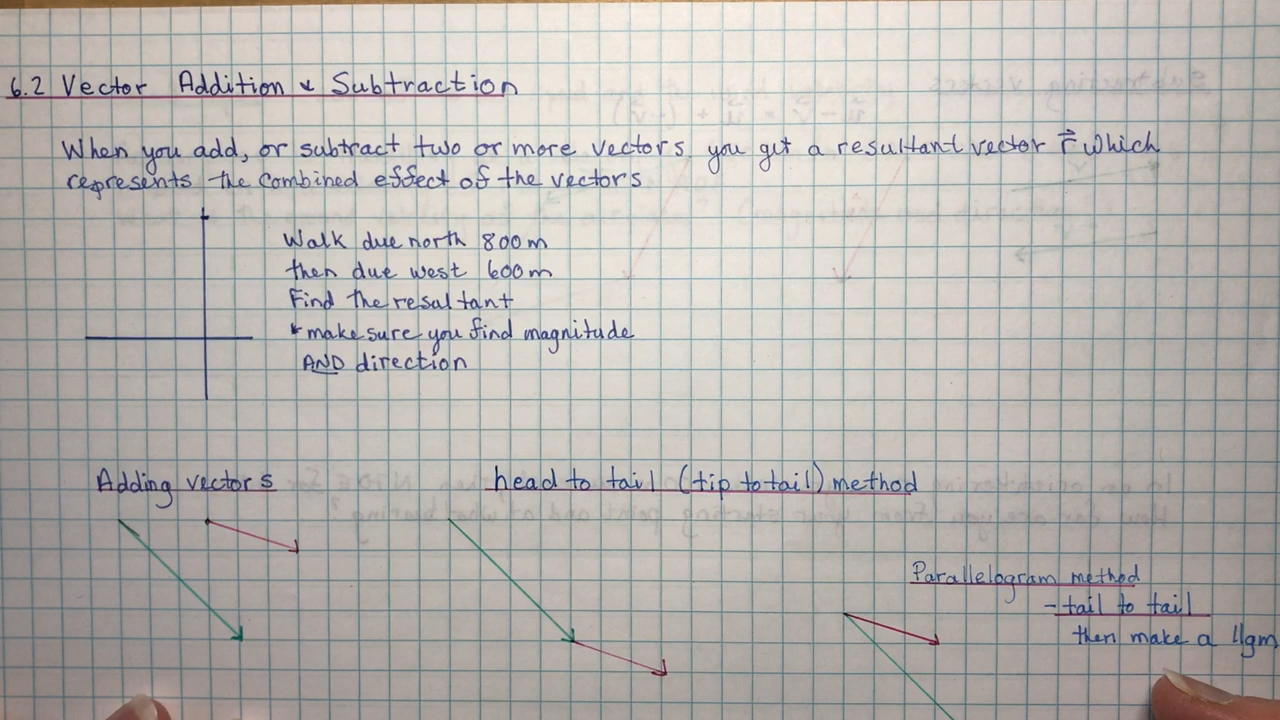 6.2 Vector Addition & Subtraction
When you add, or subtract two or more vectors, you get a resultant vector r⃗ which
represents the combined effect of the vectors
Walk due north 800m
then due west 600m
Find the resultant
* make sure you find magnitude
AND direction
Adding vectors
head to tail (tip to tail) method
Parallelogram method
- tail to tail
then make a ||gm